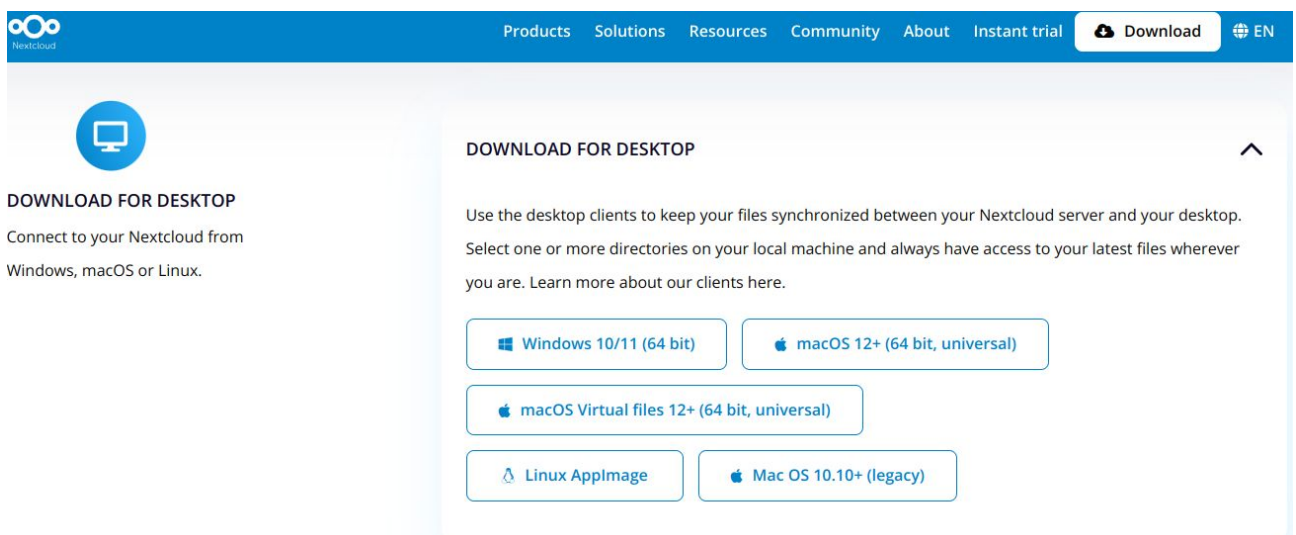 Nextcloud
Products Solutions Resources Community About Instant trial Download EN
DOWNLOAD FOR DESKTOP
Connect to your Nextcloud from
Windows, macOS or Linux.
DOWNLOAD FOR DESKTOP
Use the desktop clients to keep your files synchronized between your Nextcloud server and your desktop.
Select one or more directories on your local machine and always have access to your latest files wherever
you are. Learn more about our clients here.
Windows 10/11 (64 bit) macOS 12+ (64 bit, universal)
macOS Virtual files 12+ (64 bit, universal)
Linux AppImage Mac OS 10.10+ (legacy)